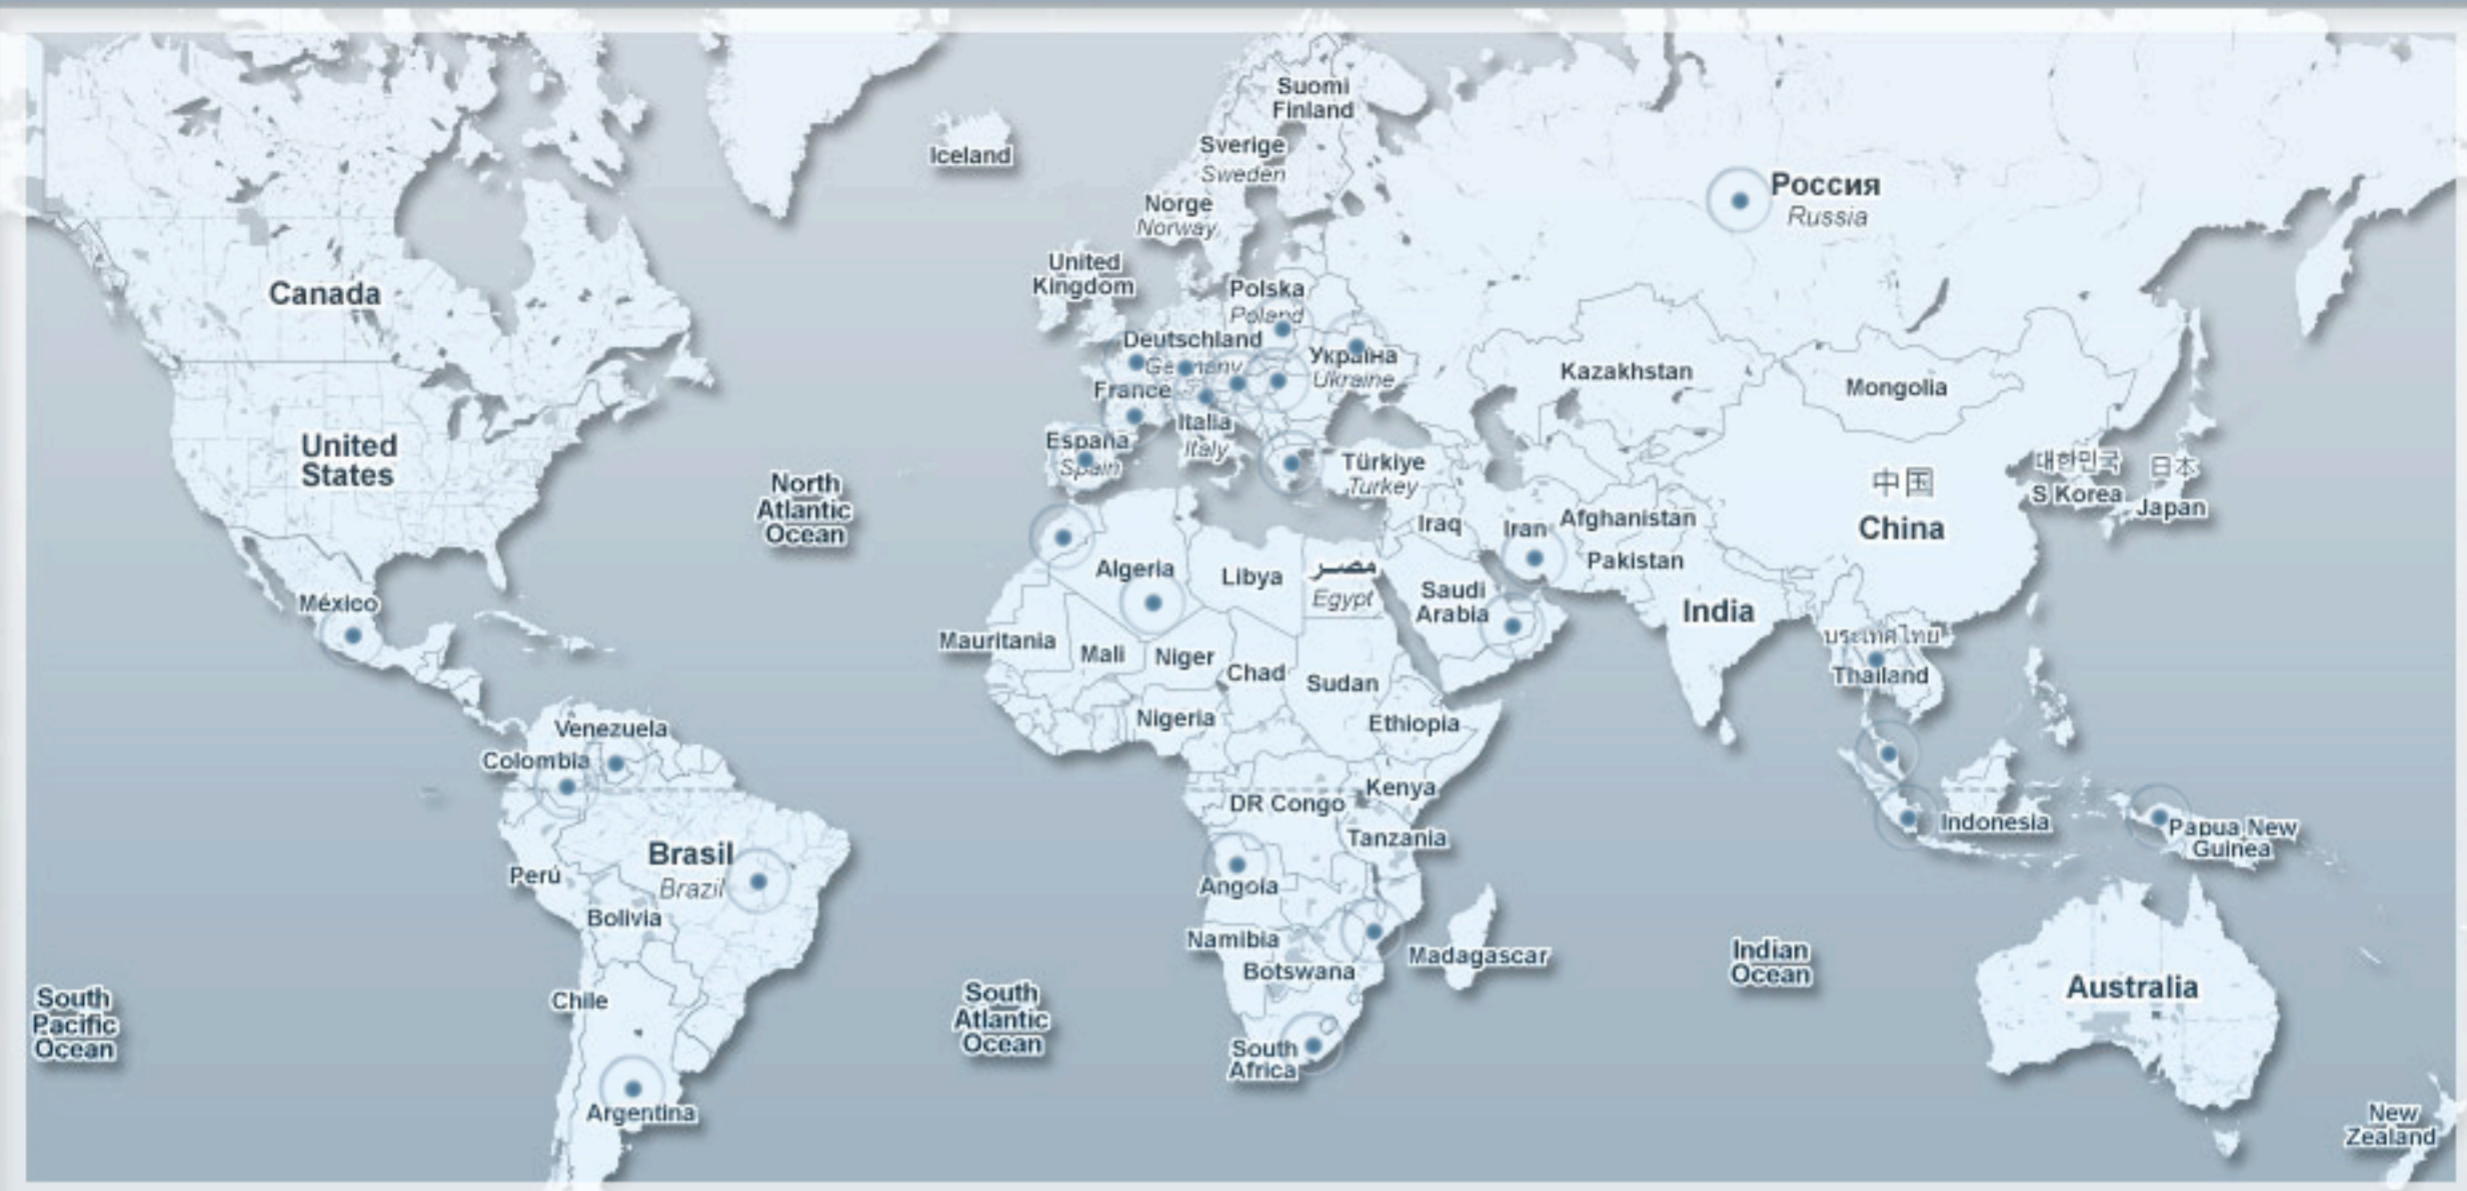 Suomi
Finland
Iceland
Sverige
Sweden
Россия
Russia
Norge
Norway
United
Kingdom
Canada
Polska
Poland
Deutschland
Germany
Україна
Ukraine
France
Kazakhstan
Mongolia
Italia
Italy
España
Spain
United
States
Türkiye
Turkey
中国
China
대한민국
S Korea
日本
Japan
North
Atlantic
Ocean
Iraq
Iran
Afghanistan
Pakistan
Algeria
Libya
مصر
Egypt
Saudi
Arabia
India
México
Mauritania
Mali
Niger
Chad
Sudan
ประเทศไทย
Thailand
Venezuela
Colombia
Nigeria
Ethiopia
Kenya
DR Congo
Tanzania
Indonesia
Papua New
Guinea
Brasil
Brazil
Perú
Bolivia
Angola
Namibia
Botswana
Madagascar
Indian
Ocean
Australia
Chile
South
Pacific
Ocean
South
Atlantic
Ocean
South
Africa
Argentina
New
Zealand